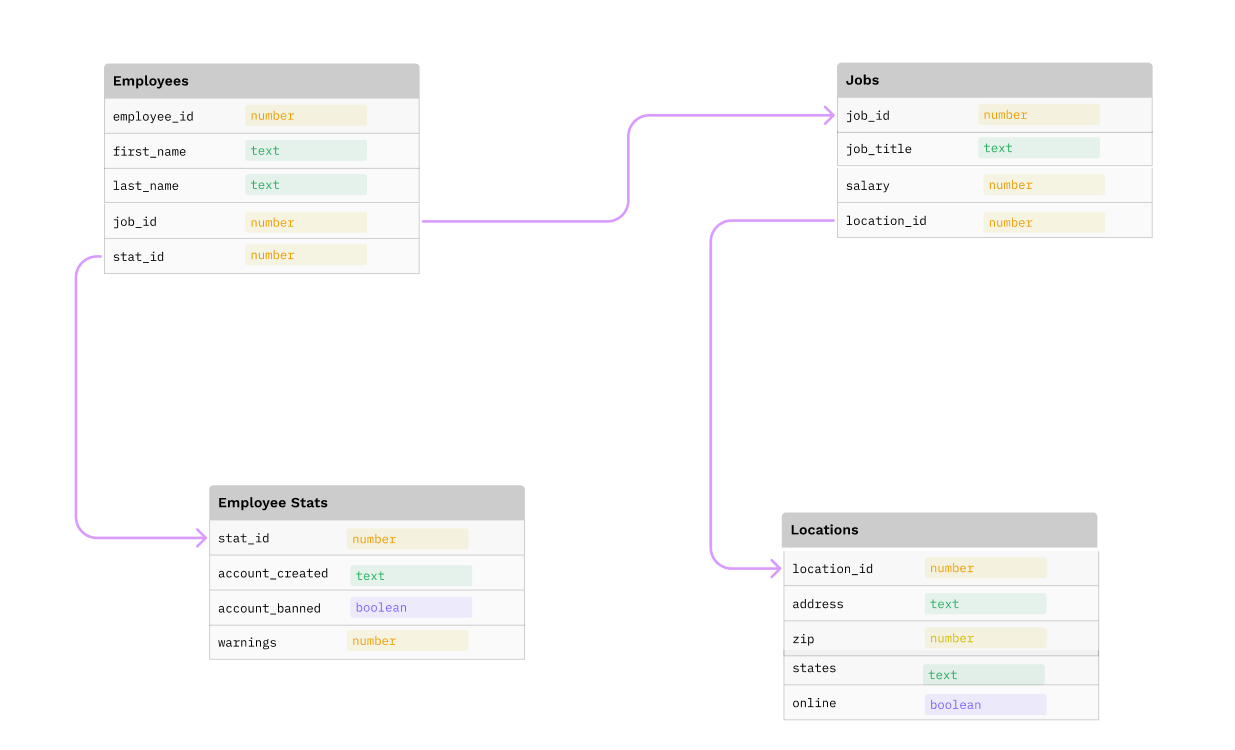 Employees
employee_id number
first_name text
last_name text
job_id number
stat_id number
Jobs
job_id number
job_title text
salary number
location_id number
Employee Stats
stat_id number
account_created text
account_banned boolean
warnings number
Locations
location_id number
address text
zip number
states text
online boolean